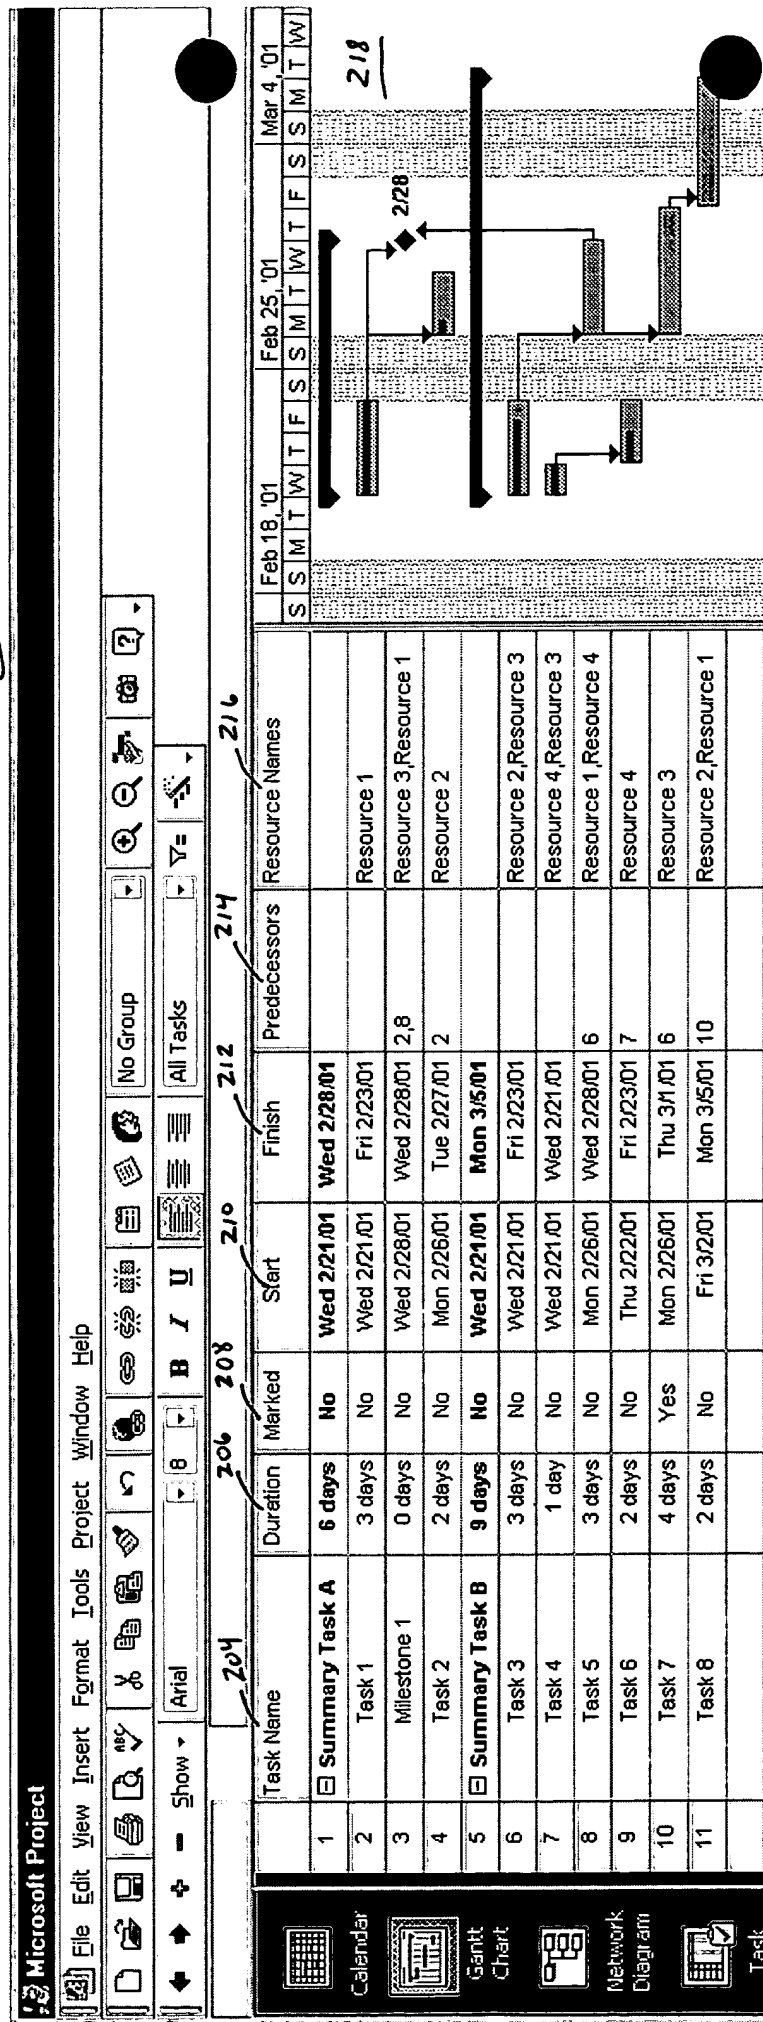 Microsoft Project
File Edit View Insert Format Tools Project Window Help
No Group
Show Arial 8 B I U All Tasks
204 206 208 210 212 214 216
Task Name Duration Marked Start Finish Predecessors Resource Names
Feb 18, '01 Feb 25, '01 Mar 4, '01
S S M T W T F S S M T W T F S S M T W
1 Summary Task A 6 days No Wed 2/21/01 Wed 2/28/01
2 Task 1 3 days No Wed 2/21/01 Fri 2/23/01 Resource 1
3 Milestone 1 0 days No Wed 2/28/01 Wed 2/28/01 2,8 Resource 3,Resource 1
4 Task 2 2 days No Mon 2/26/01 Tue 2/27/01 2 Resource 2
5 Summary Task B 9 days No Wed 2/21/01 Mon 3/5/01
6 Task 3 3 days No Wed 2/21/01 Fri 2/23/01 Resource 2,Resource 3
7 Task 4 1 day No Wed 2/21/01 Wed 2/21/01 Resource 4,Resource 3
8 Task 5 3 days No Mon 2/26/01 Wed 2/28/01 6 Resource 1,Resource 4
9 Task 6 2 days No Thu 2/22/01 Fri 2/23/01 7 Resource 4
10 Task 7 4 days Yes Mon 2/26/01 Thu 3/1/01 6 Resource 3
11 Task 8 2 days No Fri 3/2/01 Mon 3/5/01 10 Resource 2,Resource 1
218
2/28
Calendar
Gantt
Chart
Network
Diagram
Task